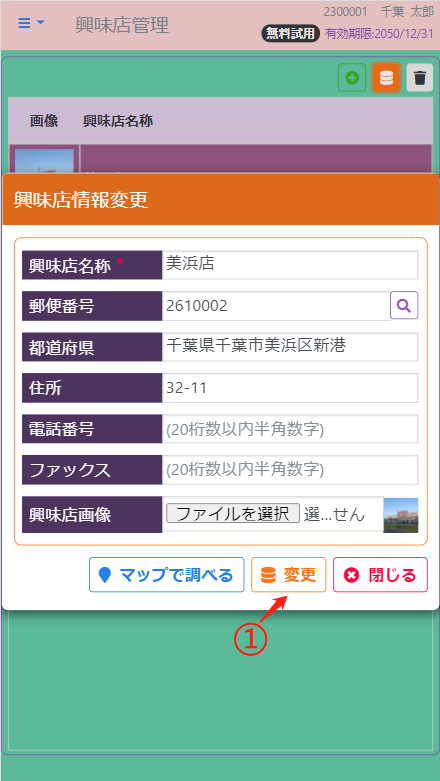 2300001 千葉 太郎
興味店管理
無料試用 有効期限:2050/12/31
画像 興味店名称
興味店情報変更
興味店名称 * 美浜店
郵便番号 2610002
都道府県 千葉県千葉市美浜区新港
住所 32-11
電話番号 (20桁数以内半角数字)
ファックス (20桁数以内半角数字)
興味店画像 ファイルを選択 選...せん
マップで調べる 変更 閉じる
①